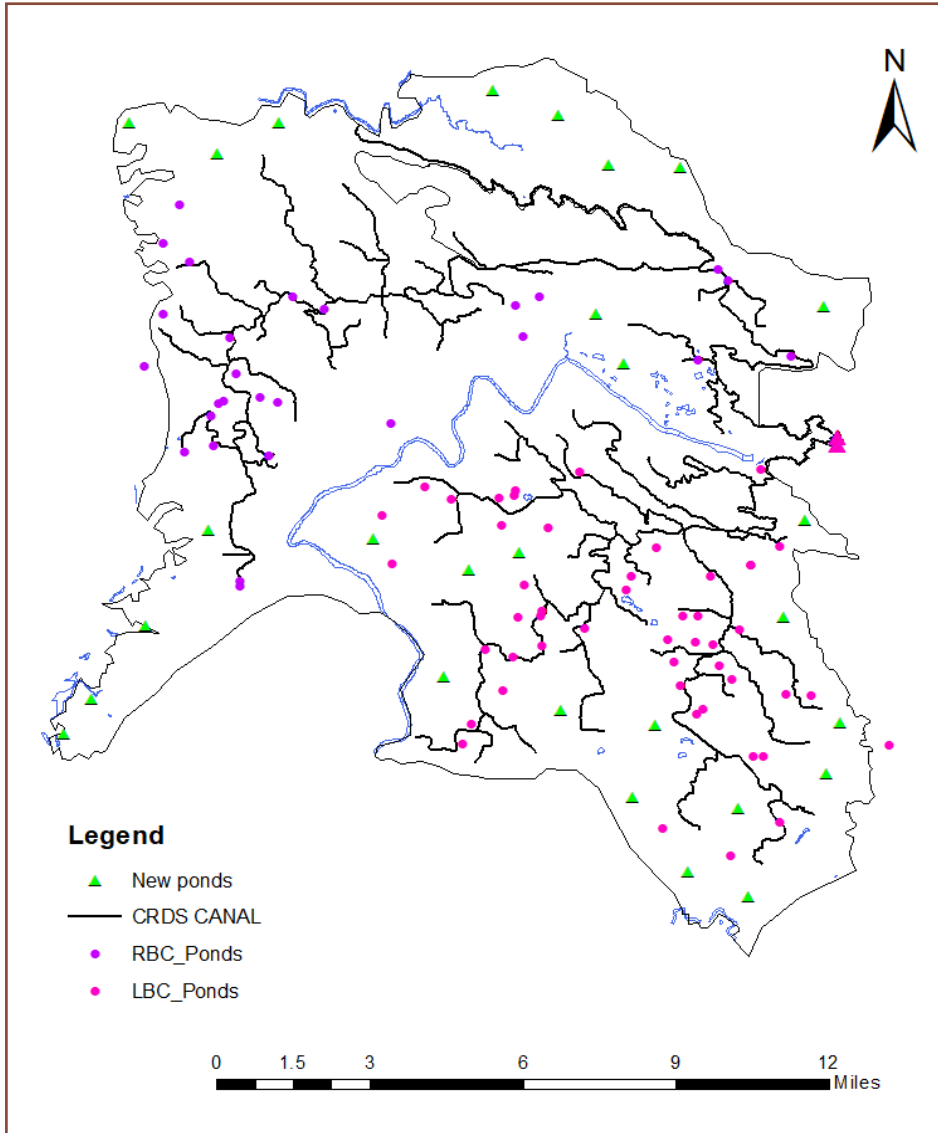 N
Legend
New ponds
CRDS CANAL
RBC_Ponds
LBC_Ponds
0 1.5 3 6 9 12
Miles